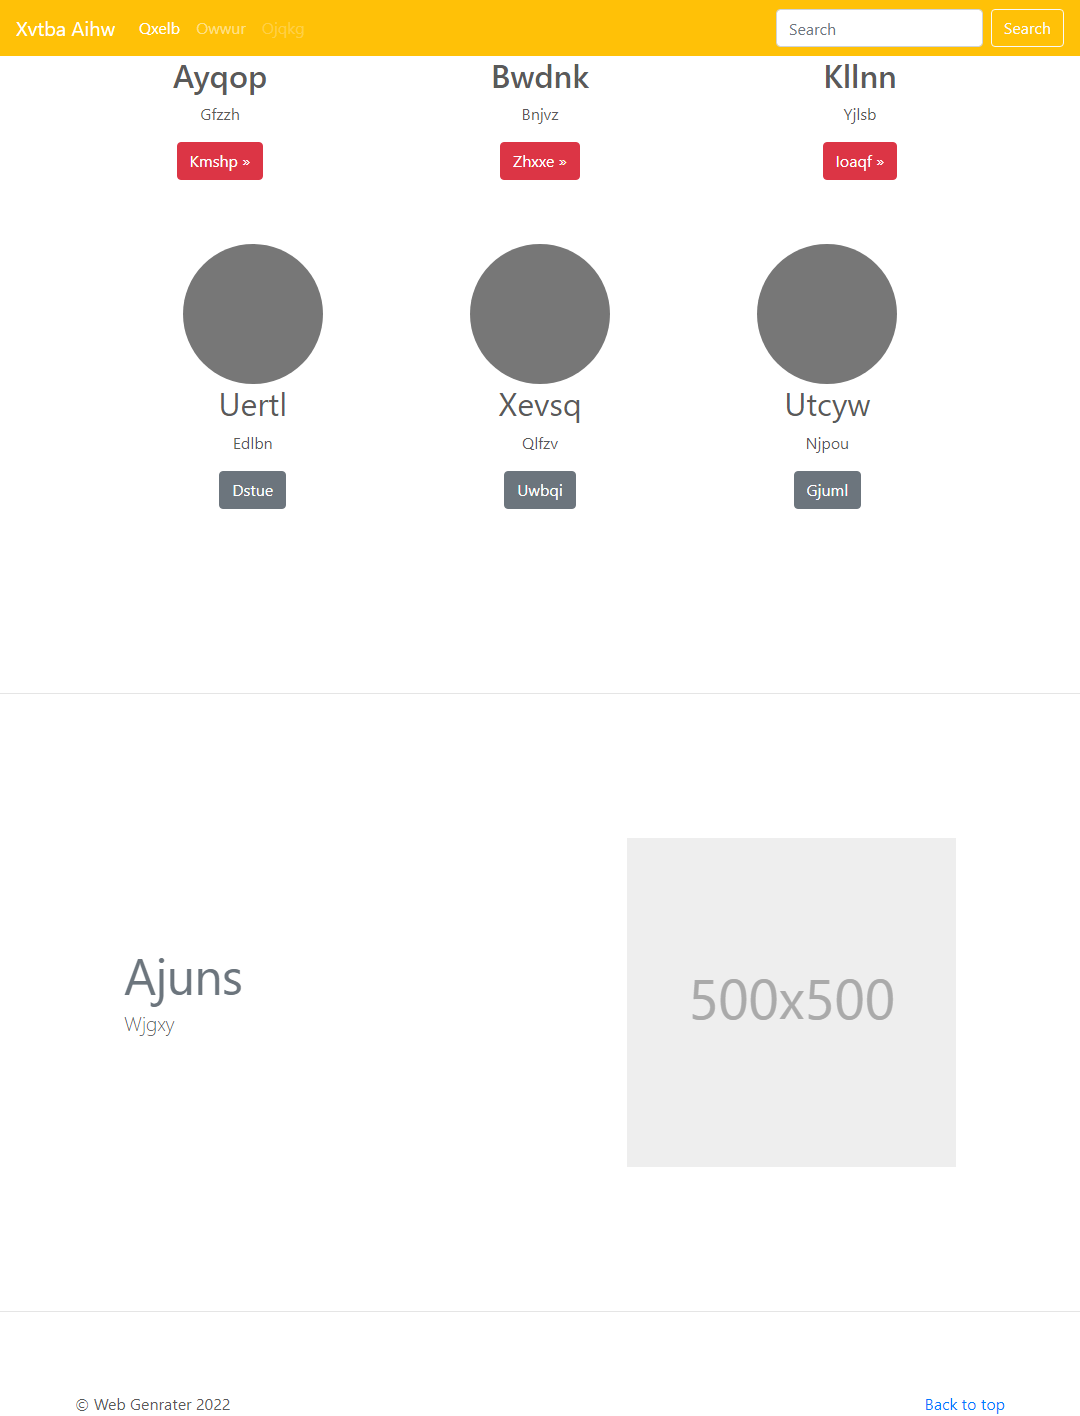 Xvtba Aihw Qxelb Owwur Ojqkg Search Search
Ayqop Bwdnk Kllnn
Gfzzh Bnjvz Yjlsb
Kmshp » Zhxxe » Ioaqf »
Uertl Xevsq Utcyw
Edlbn Qlfzv Njpou
Dstue Uwbqi Gjuml
Ajuns
Wjgxy
500x500
© Web Genrater 2022 Back to top